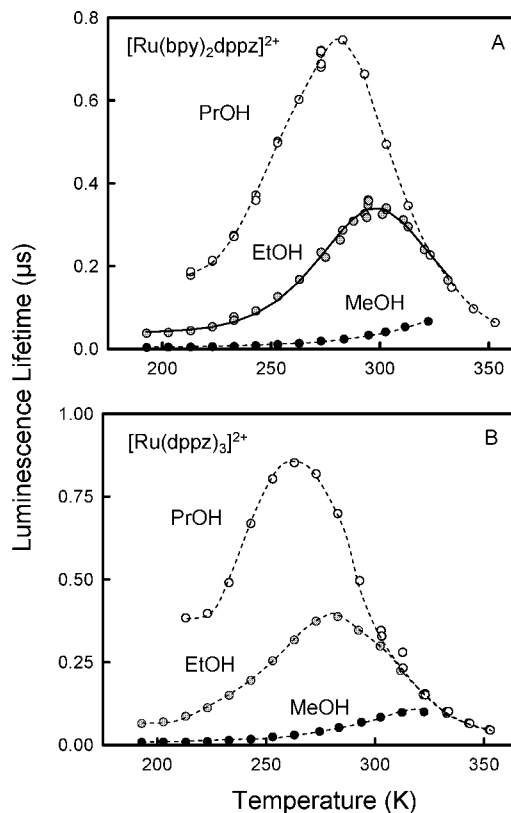 [Ru(bpy)₂dppz]²⁺
A
PrOH
EtOH
MeOH
0.8
0.6
0.4
0.2
0.0
200 250 300 350
Luminescence Lifetime (μs)
[Ru(dppz)₃]²⁺
B
PrOH
EtOH
MeOH
1.00
0.75
0.50
0.25
0.00
200 250 300 350
Temperature (K)